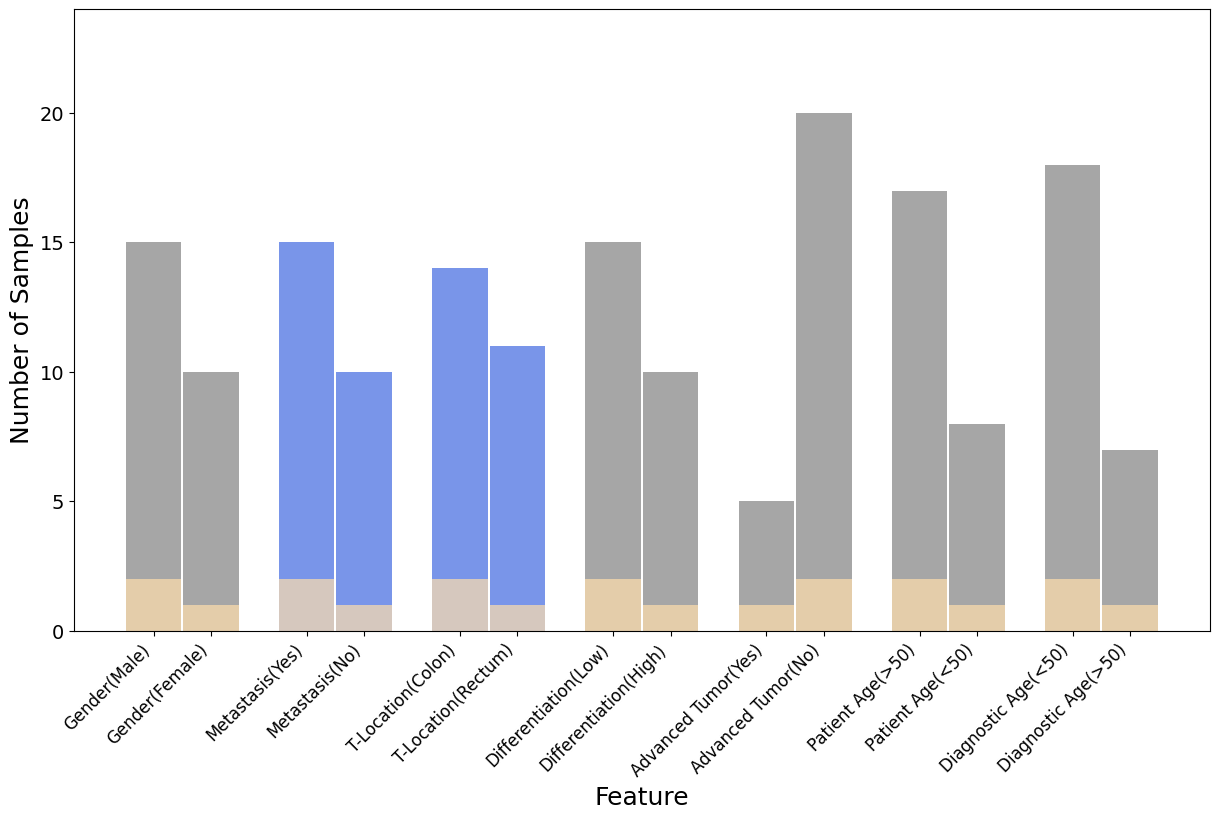 Number of Samples
20
15
10
5
0
Gender(Male)
Gender(Female)
Metastasis(Yes)
Metastasis(No)
T-Location(Colon)
T-Location(Rectum)
Differentiation(Low)
Differentiation(High)
Advanced Tumor(Yes)
Advanced Tumor(No)
Patient Age(>50)
Patient Age(<50)
Diagnostic Age(<50)
Diagnostic Age(>50)
Feature